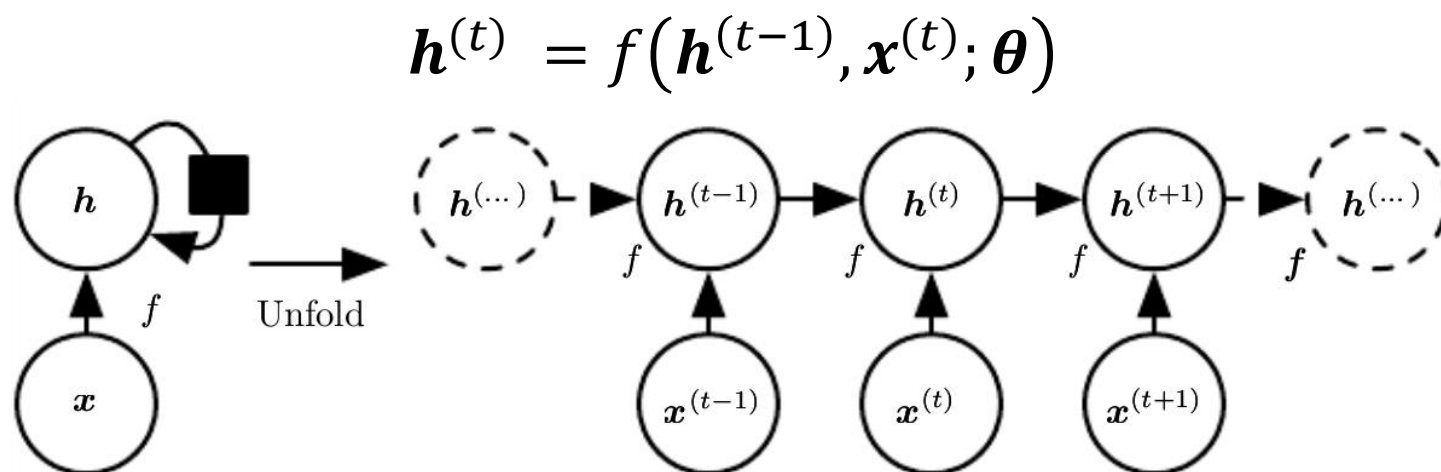 h^(t) = f(h^(t−1), x^(t); θ)
h h^(...) h^(t−1) h^(t) h^(t+1) h^(...)
f f f f
f Unfold
x x^(t−1) x^(t) x^(t+1)